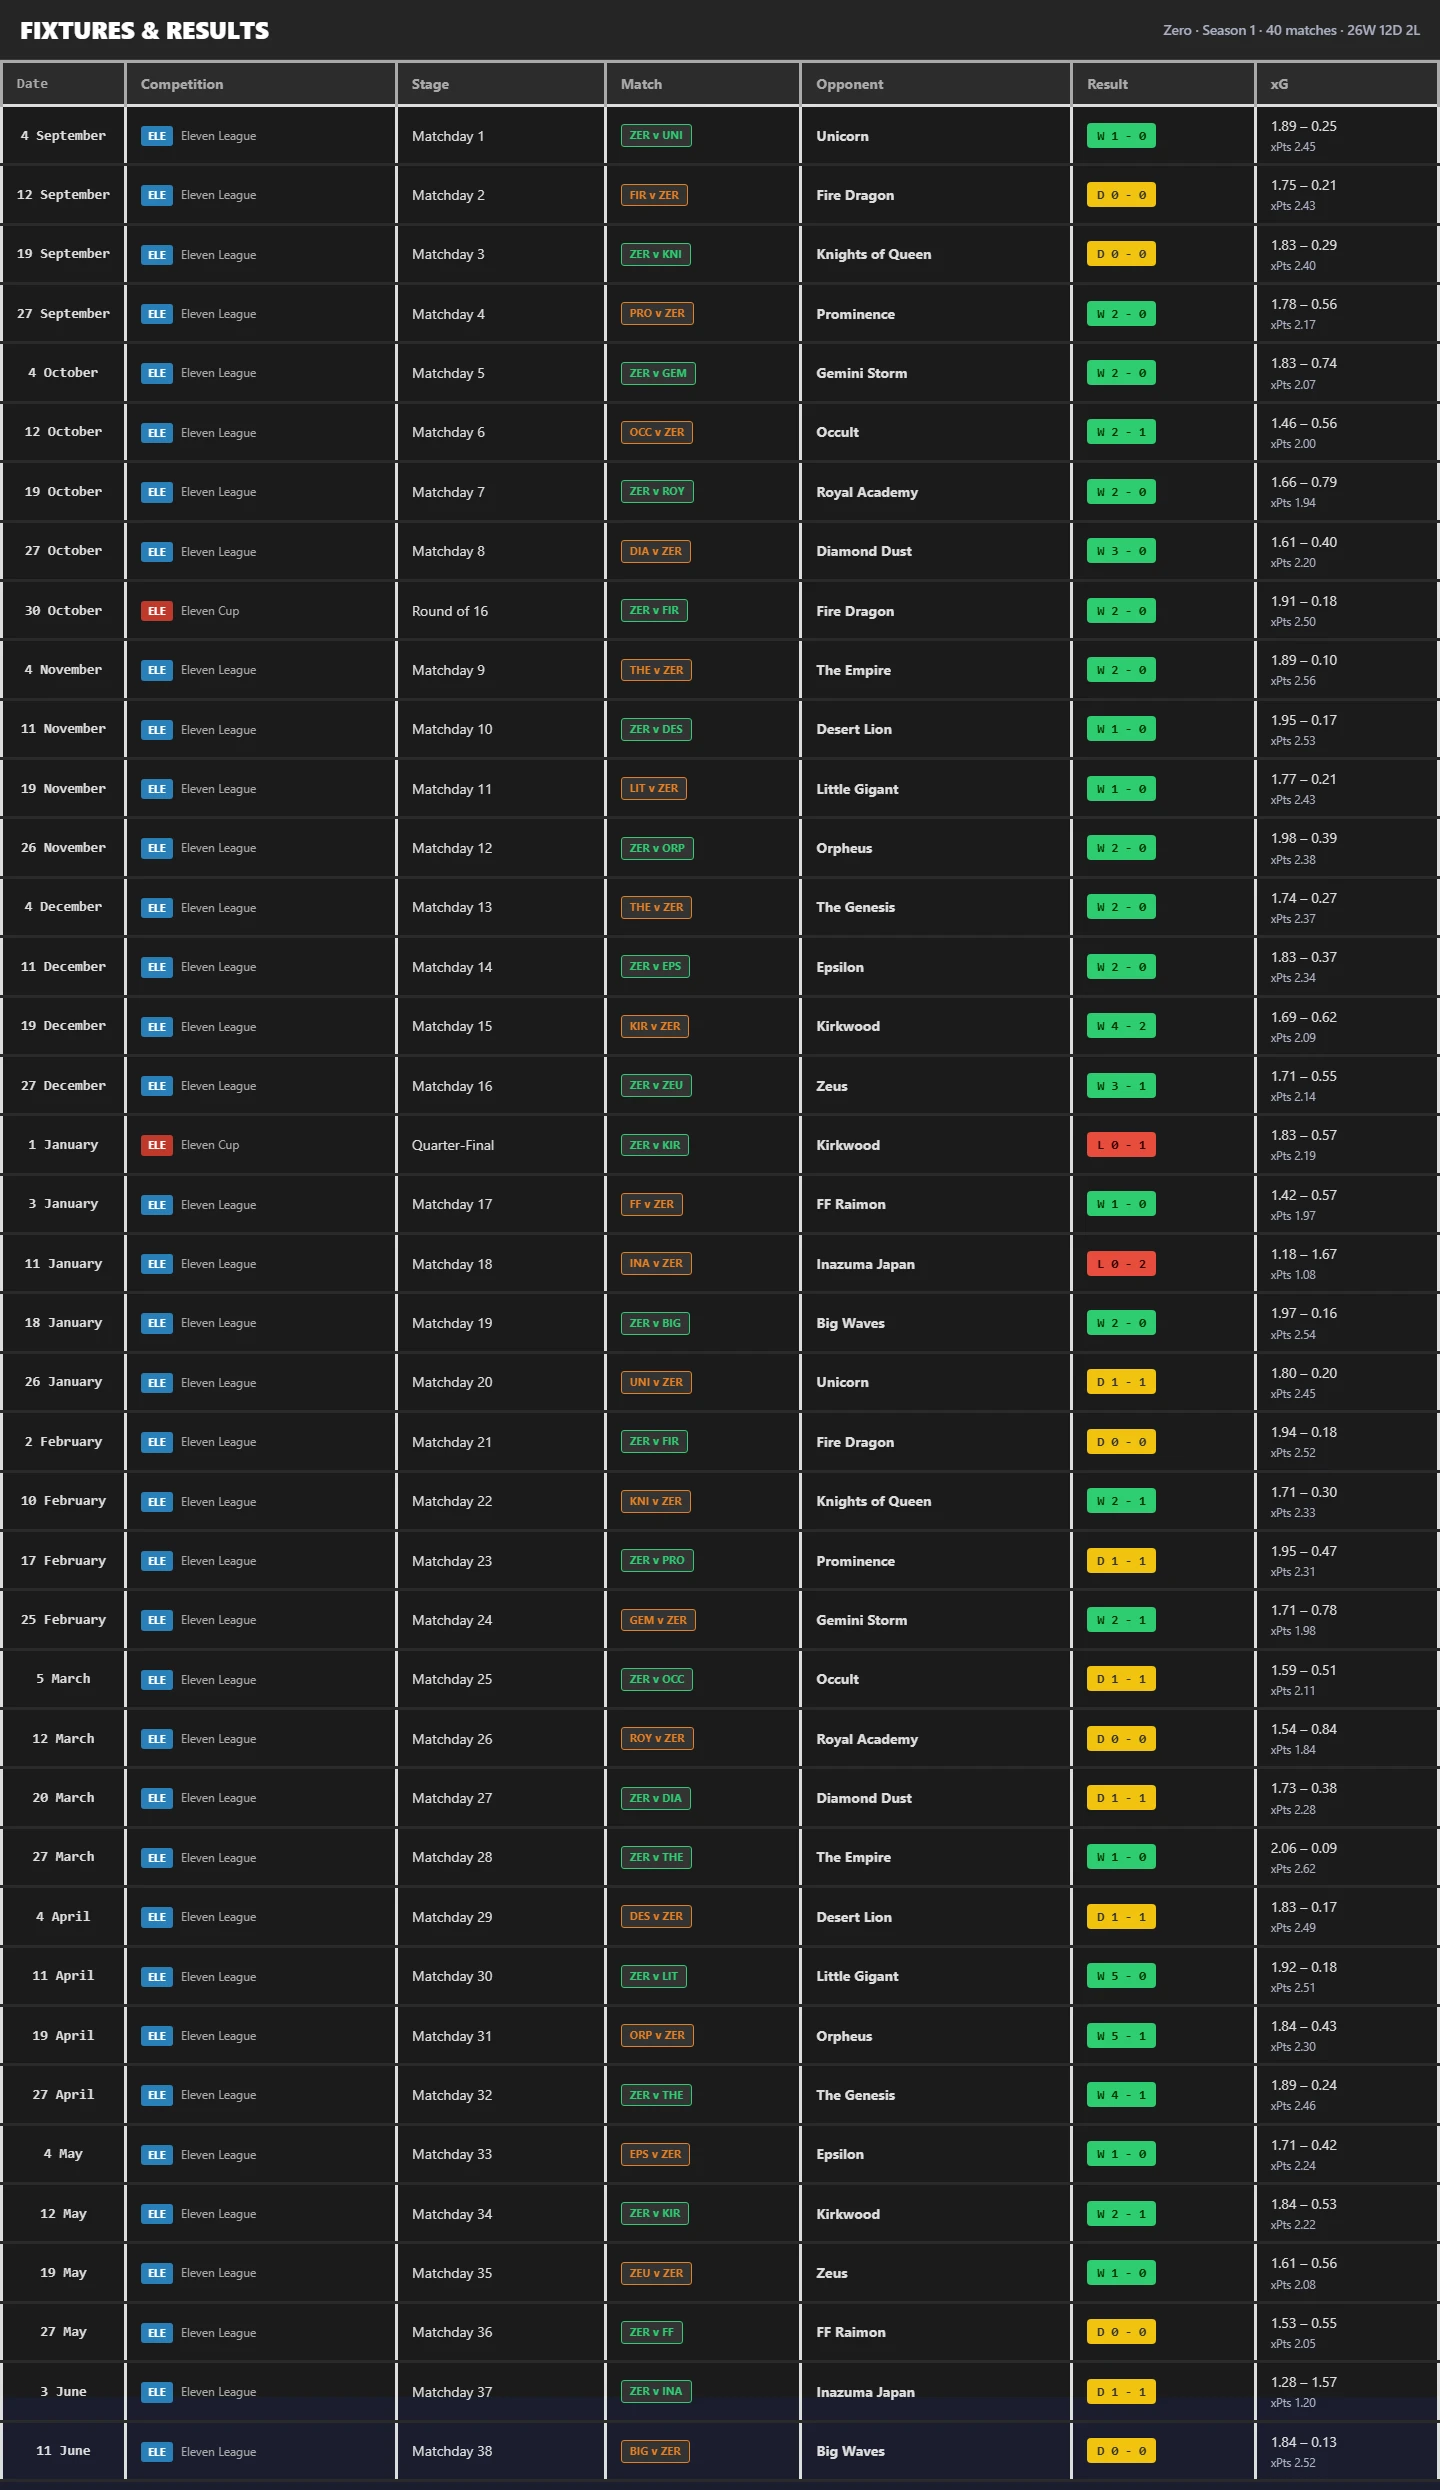 FIXTURES & RESULTS
Zero · Season 1 · 40 matches · 26W 12D 2L
Date Competition Stage Match Opponent Result xG
4 September ELE Eleven League Matchday 1 ZER v UNI Unicorn W 1 - 0 1.89 – 0.25
xPts 2.45
12 September ELE Eleven League Matchday 2 FIR v ZER Fire Dragon D 0 - 0 1.75 – 0.21
xPts 2.43
19 September ELE Eleven League Matchday 3 ZER v KNI Knights of Queen D 0 - 0 1.83 – 0.29
xPts 2.40
27 September ELE Eleven League Matchday 4 PRO v ZER Prominence W 2 - 0 1.78 – 0.56
xPts 2.17
4 October ELE Eleven League Matchday 5 ZER v GEM Gemini Storm W 2 - 0 1.83 – 0.74
xPts 2.07
12 October ELE Eleven League Matchday 6 OCC v ZER Occult W 2 - 1 1.46 – 0.56
xPts 2.00
19 October ELE Eleven League Matchday 7 ZER v ROY Royal Academy W 2 - 0 1.66 – 0.79
xPts 1.94
27 October ELE Eleven League Matchday 8 DIA v ZER Diamond Dust W 3 - 0 1.61 – 0.40
xPts 2.20
30 October ELE Eleven Cup Round of 16 ZER v FIR Fire Dragon W 2 - 0 1.91 – 0.18
xPts 2.50
4 November ELE Eleven League Matchday 9 THE v ZER The Empire W 2 - 0 1.89 – 0.10
xPts 2.56
11 November ELE Eleven League Matchday 10 ZER v DES Desert Lion W 1 - 0 1.95 – 0.17
xPts 2.53
19 November ELE Eleven League Matchday 11 LIT v ZER Little Gigant W 1 - 0 1.77 – 0.21
xPts 2.43
26 November ELE Eleven League Matchday 12 ZER v ORP Orpheus W 2 - 0 1.98 – 0.39
xPts 2.38
4 December ELE Eleven League Matchday 13 THE v ZER The Genesis W 2 - 0 1.74 – 0.27
xPts 2.37
11 December ELE Eleven League Matchday 14 ZER v EPS Epsilon W 2 - 0 1.83 – 0.37
xPts 2.34
19 December ELE Eleven League Matchday 15 KIR v ZER Kirkwood W 4 - 2 1.69 – 0.62
xPts 2.09
27 December ELE Eleven League Matchday 16 ZER v ZEU Zeus W 3 - 1 1.71 – 0.55
xPts 2.14
1 January ELE Eleven Cup Quarter-Final ZER v KIR Kirkwood L 0 - 1 1.83 – 0.57
xPts 2.19
3 January ELE Eleven League Matchday 17 FF v ZER FF Raimon W 1 - 0 1.42 – 0.57
xPts 1.97
11 January ELE Eleven League Matchday 18 INA v ZER Inazuma Japan L 0 - 2 1.18 – 1.67
xPts 1.08
18 January ELE Eleven League Matchday 19 ZER v BIG Big Waves W 2 - 0 1.97 – 0.16
xPts 2.54
26 January ELE Eleven League Matchday 20 UNI v ZER Unicorn D 1 - 1 1.80 – 0.20
xPts 2.45
2 February ELE Eleven League Matchday 21 ZER v FIR Fire Dragon D 0 - 0 1.94 – 0.18
xPts 2.52
10 February ELE Eleven League Matchday 22 KNI v ZER Knights of Queen W 2 - 1 1.71 – 0.30
xPts 2.33
17 February ELE Eleven League Matchday 23 ZER v PRO Prominence D 1 - 1 1.95 – 0.47
xPts 2.31
25 February ELE Eleven League Matchday 24 GEM v ZER Gemini Storm W 2 - 1 1.71 – 0.78
xPts 1.98
5 March ELE Eleven League Matchday 25 ZER v OCC Occult D 1 - 1 1.59 – 0.51
xPts 2.11
12 March ELE Eleven League Matchday 26 ROY v ZER Royal Academy D 0 - 0 1.54 – 0.84
xPts 1.84
20 March ELE Eleven League Matchday 27 ZER v DIA Diamond Dust D 1 - 1 1.73 – 0.38
xPts 2.28
27 March ELE Eleven League Matchday 28 ZER v THE The Empire W 1 - 0 2.06 – 0.09
xPts 2.62
4 April ELE Eleven League Matchday 29 DES v ZER Desert Lion D 1 - 1 1.83 – 0.17
xPts 2.49
11 April ELE Eleven League Matchday 30 ZER v LIT Little Gigant W 5 - 0 1.92 – 0.18
xPts 2.51
19 April ELE Eleven League Matchday 31 ORP v ZER Orpheus W 5 - 1 1.84 – 0.43
xPts 2.30
27 April ELE Eleven League Matchday 32 ZER v THE The Genesis W 4 - 1 1.89 – 0.24
xPts 2.46
4 May ELE Eleven League Matchday 33 EPS v ZER Epsilon W 1 - 0 1.71 – 0.42
xPts 2.24
12 May ELE Eleven League Matchday 34 ZER v KIR Kirkwood W 2 - 1 1.84 – 0.53
xPts 2.22
19 May ELE Eleven League Matchday 35 ZEU v ZER Zeus W 1 - 0 1.61 – 0.56
xPts 2.08
27 May ELE Eleven League Matchday 36 ZER v FF FF Raimon D 0 - 0 1.53 – 0.55
xPts 2.05
3 June ELE Eleven League Matchday 37 ZER v INA Inazuma Japan D 1 - 1 1.28 – 1.57
xPts 1.20
11 June ELE Eleven League Matchday 38 BIG v ZER Big Waves D 0 - 0 1.84 – 0.13
xPts 2.52